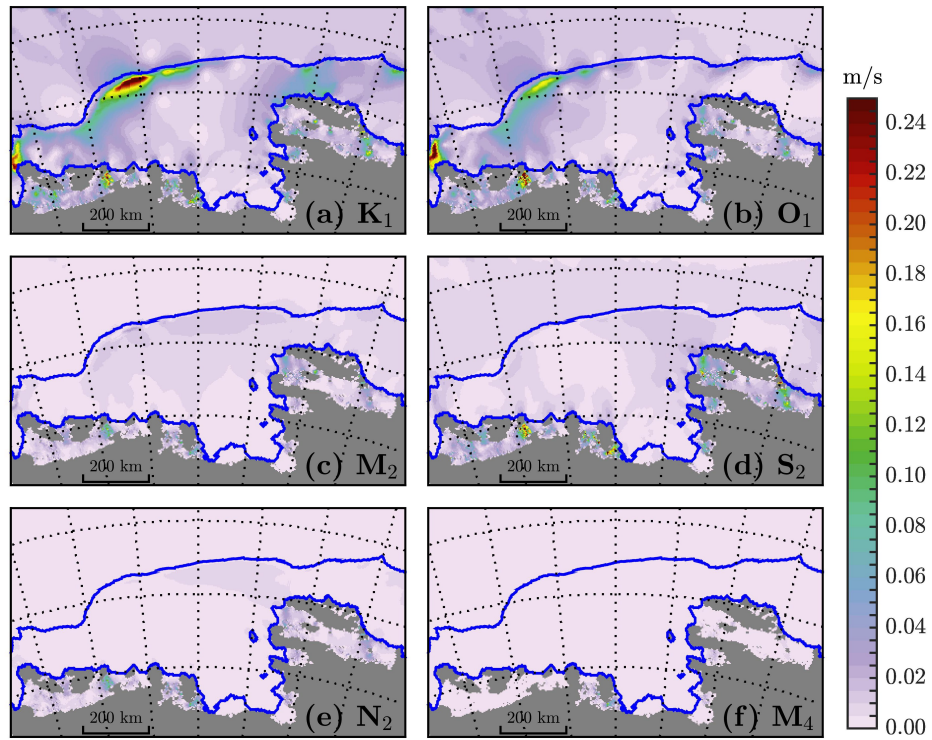 200 km
(a) K₁
200 km
(b) O₁
200 km
(c) M₂
200 km
(d) S₂
200 km
(e) N₂
200 km
(f) M₄
m/s
0.24
0.22
0.20
0.18
0.16
0.14
0.12
0.10
0.08
0.06
0.04
0.02
0.00